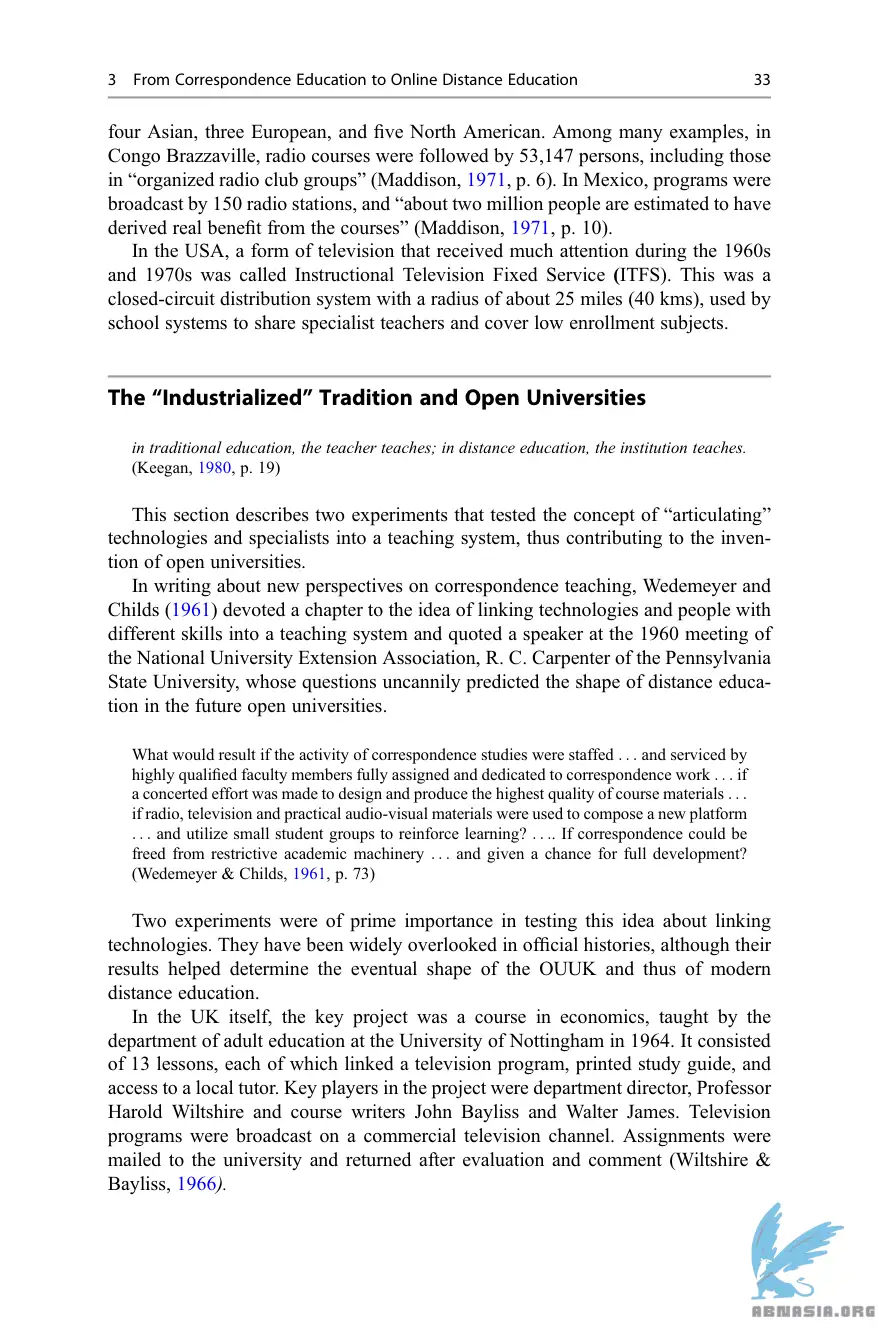 3 From Correspondence Education to Online Distance Education 33
four Asian, three European, and five North American. Among many examples, in
Congo Brazzaville, radio courses were followed by 53,147 persons, including those
in “organized radio club groups” (Maddison, 1971, p. 6). In Mexico, programs were
broadcast by 150 radio stations, and “about two million people are estimated to have
derived real benefit from the courses” (Maddison, 1971, p. 10).
In the USA, a form of television that received much attention during the 1960s
and 1970s was called Instructional Television Fixed Service (ITFS). This was a
closed-circuit distribution system with a radius of about 25 miles (40 kms), used by
school systems to share specialist teachers and cover low enrollment subjects.
The “Industrialized” Tradition and Open Universities
in traditional education, the teacher teaches; in distance education, the institution teaches.
(Keegan, 1980, p. 19)
This section describes two experiments that tested the concept of “articulating”
technologies and specialists into a teaching system, thus contributing to the inven-
tion of open universities.
In writing about new perspectives on correspondence teaching, Wedemeyer and
Childs (1961) devoted a chapter to the idea of linking technologies and people with
different skills into a teaching system and quoted a speaker at the 1960 meeting of
the National University Extension Association, R. C. Carpenter of the Pennsylvania
State University, whose questions uncannily predicted the shape of distance educa-
tion in the future open universities.
What would result if the activity of correspondence studies were staffed . . . and serviced by
highly qualified faculty members fully assigned and dedicated to correspondence work . . . if
a concerted effort was made to design and produce the highest quality of course materials . . .
if radio, television and practical audio-visual materials were used to compose a new platform
. . . and utilize small student groups to reinforce learning? . . .. If correspondence could be
freed from restrictive academic machinery . . . and given a chance for full development?
(Wedemeyer & Childs, 1961, p. 73)
Two experiments were of prime importance in testing this idea about linking
technologies. They have been widely overlooked in official histories, although their
results helped determine the eventual shape of the OUUK and thus of modern
distance education.
In the UK itself, the key project was a course in economics, taught by the
department of adult education at the University of Nottingham in 1964. It consisted
of 13 lessons, each of which linked a television program, printed study guide, and
access to a local tutor. Key players in the project were department director, Professor
Harold Wiltshire and course writers John Bayliss and Walter James. Television
programs were broadcast on a commercial television channel. Assignments were
mailed to the university and returned after evaluation and comment (Wiltshire &
Bayliss, 1966).
ABNASIA.ORG